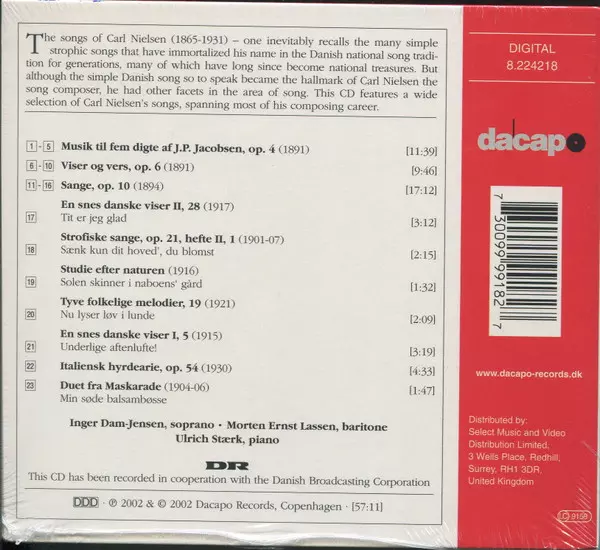 The songs of Carl Nielsen (1865-1931) – one inevitably recalls the many simple
strophic songs that have immortalized his name in the Danish national song tradi-
tion for generations, many of which have long since become national treasures. But
although the simple Danish song so to speak became the hallmark of Carl Nielsen the
song composer, he had other facets in the area of song. This CD features a wide
selection of Carl Nielsen's songs, spanning most of his composing career.
1 - 5 Musik til fem digte af J.P. Jacobsen, op. 4 (1891) [11:39]
6 - 10 Viser og vers, op. 6 (1891) [9:46]
11 - 16 Sange, op. 10 (1894) [17:12]
En snes danske viser II, 28 (1917)
17 Tit er jeg glad [3:12]
Strofiske sange, op. 21, hefte II, 1 (1901-07)
18 Sænk kun dit hoved', du blomst [2:15]
Studie efter naturen (1916)
19 Solen skinner i naboens' gård [1:32]
Tyve folkelige melodier, 19 (1921)
20 Nu lyser løv i lunde [2:09]
En snes danske viser I, 5 (1915)
21 Underlige aftenlufte! [3:19]
22 Italiensk hyrdearie, op. 54 (1930) [4:33]
23 Duet fra Maskarade (1904-06) [1:47]
Min søde balsambøsse
Inger Dam-Jensen, soprano · Morten Ernst Lassen, baritone
Ulrich Stærk, piano
DR
This CD has been recorded in cooperation with the Danish Broadcasting Corporation
DDD · ℗ 2002 & © 2002 Dacapo Records, Copenhagen · [57:11]
DIGITAL
8.224218
dacapo
7 30099 99182 7
www.dacapo-records.dk
Distributed by:
Select Music and Video
Distribution Limited,
3 Wells Place, Redhill,
Surrey, RH1 3DR,
United Kingdom
LC 9158